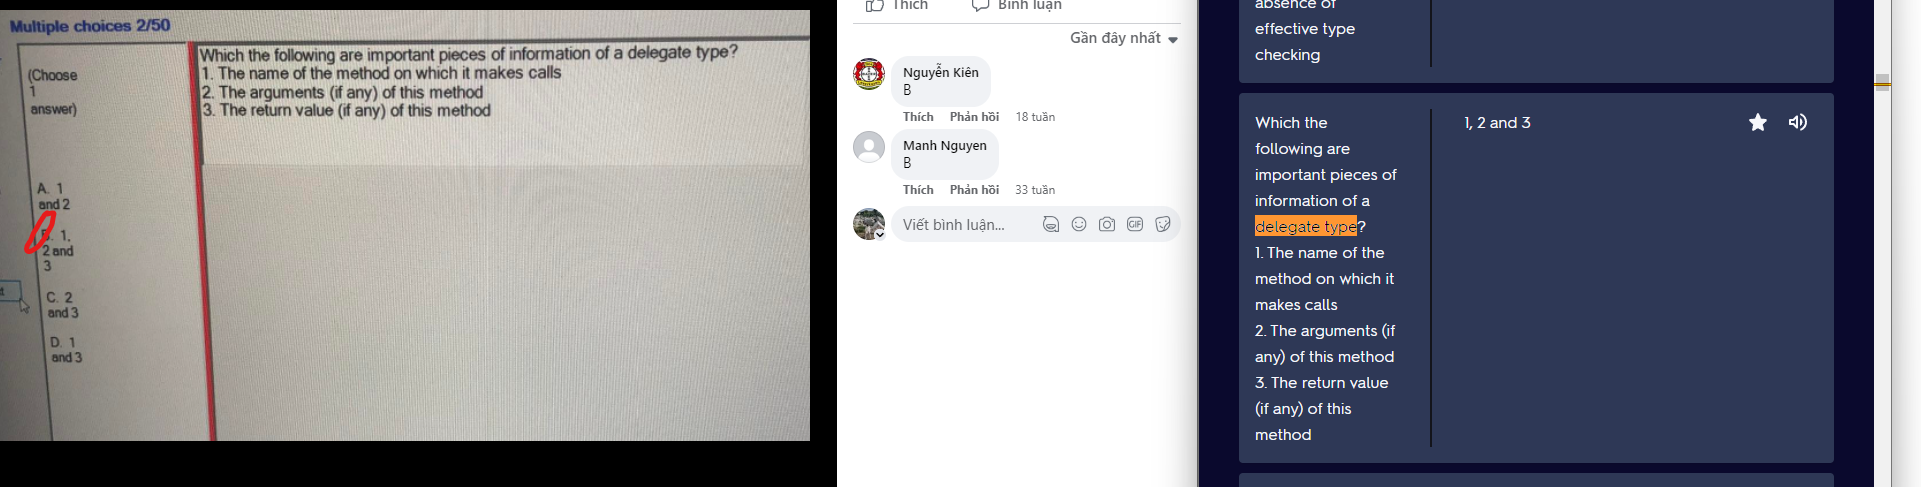 Multiple choices 2/50
(Choose
1
answer)
Which the following are important pieces of information of a delegate type?
1. The name of the method on which it makes calls
2. The arguments (if any) of this method
3. The return value (if any) of this method
A. 1
and 2
B. 1,
2 and
3
C. 2
and 3
D. 1
and 3
Thích Bình luận
Gần đây nhất
Nguyễn Kiên
B
Thích Phản hồi 18 tuần
Manh Nguyen
B
Thích Phản hồi 33 tuần
Viết bình luận...
GIF
absence of
effective type
checking
Which the
following are
important pieces of
information of a
delegate type?
1. The name of the
method on which it
makes calls
2. The arguments (if
any) of this method
3. The return value
(if any) of this
method
1, 2 and 3